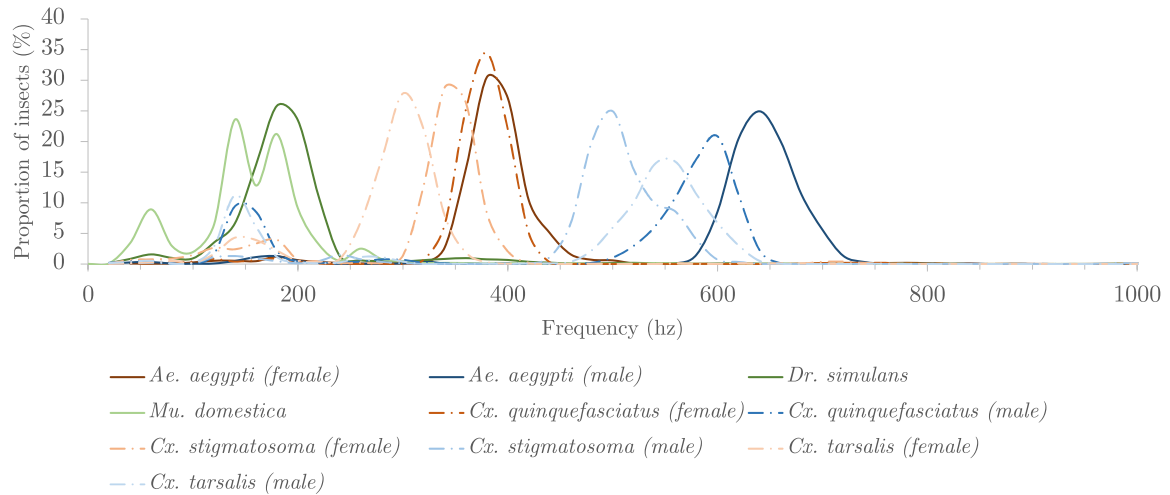 Proportion of insects (%)
40
35
30
25
20
15
10
5
0
0 200 400 600 800 1000
Frequency (hz)
Ae. aegypti (female) Ae. aegypti (male) Dr. simulans
Mu. domestica Cx. quinquefasciatus (female) Cx. quinquefasciatus (male)
Cx. stigmatosoma (female) Cx. stigmatosoma (male) Cx. tarsalis (female)
Cx. tarsalis (male)